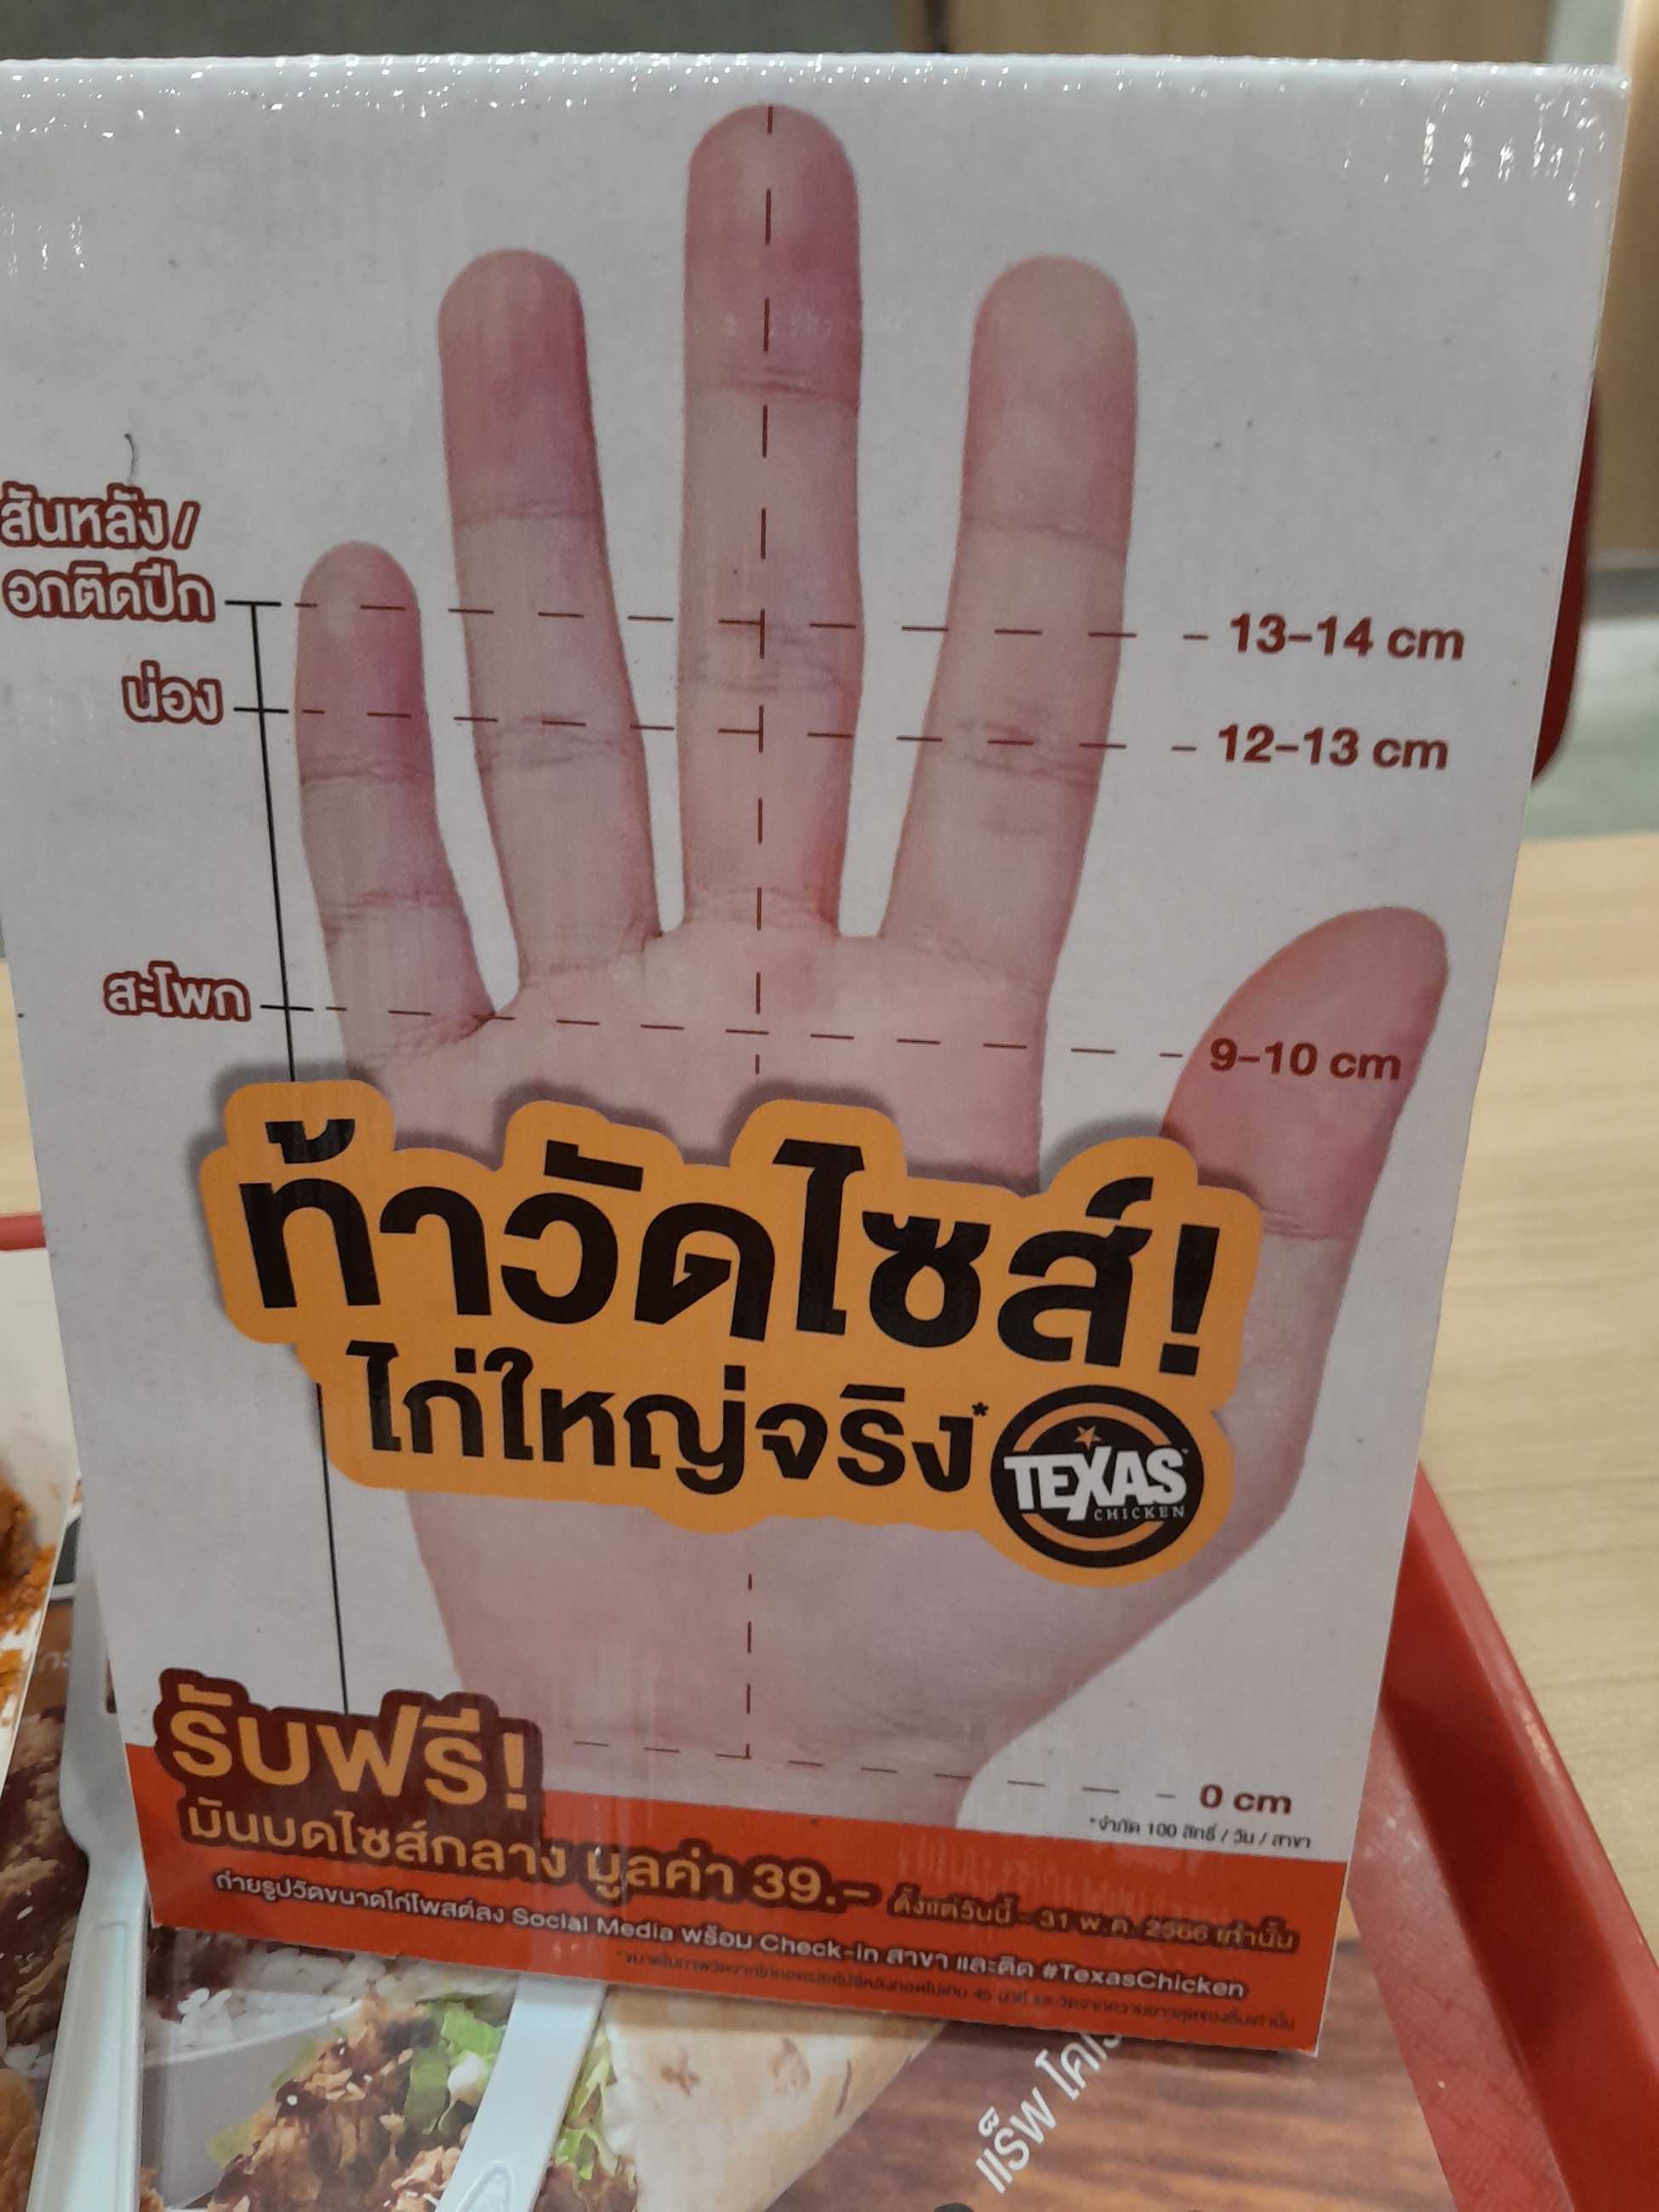 สันหลัง /
อกติดปีก
13–14 cm
น่อง
12–13 cm
สะโพก
9–10 cm
ท้าวัดไซส์!
ไก่ใหญ่จริง*
TEXAS
CHICKEN
รับฟรี!
0 cm
*จำกัด 100 สิทธิ์ / วัน / สาขา
มันบดไซส์กลาง มูลค่า 39.– ตั้งแต่วันนี้ – 31 พ.ค. 2566 เท่านั้น
ถ่ายรูปวัดขนาดไก่โพสต์ลง Social Media พร้อม Check-in สาขา และติด #TexasChicken
แร็พ